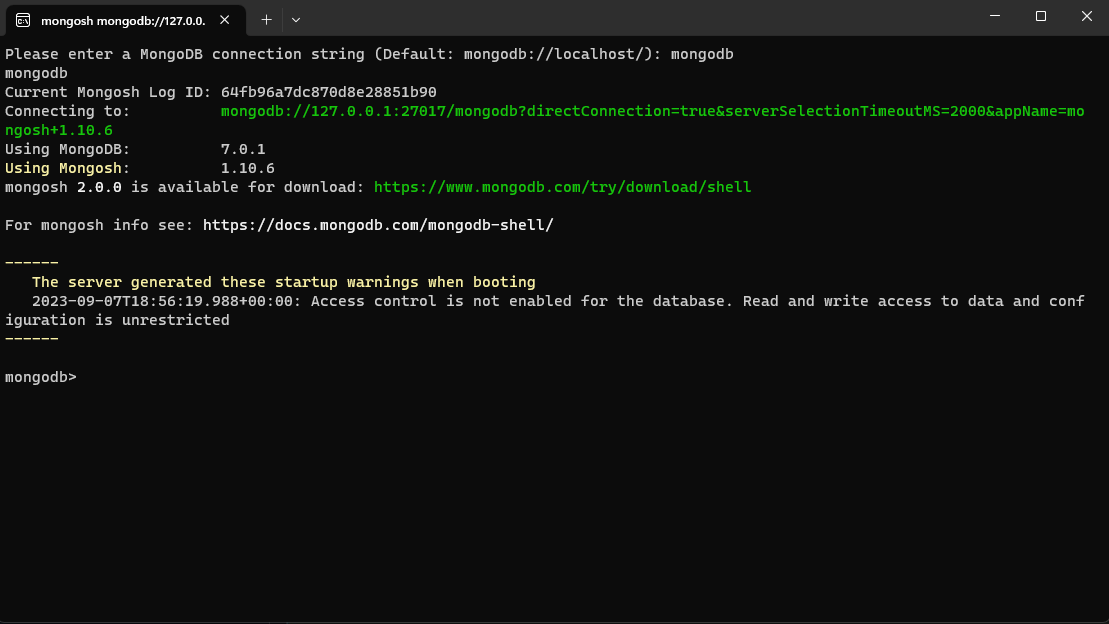 mongosh mongodb://127.0.0.
Please enter a MongoDB connection string (Default: mongodb://localhost/): mongodb
mongodb
Current Mongosh Log ID: 64fb96a7dc870d8e28851b90
Connecting to: mongodb://127.0.0.1:27017/mongodb?directConnection=true&serverSelectionTimeoutMS=2000&appName=mo
ngosh+1.10.6
Using MongoDB: 7.0.1
Using Mongosh: 1.10.6
mongosh 2.0.0 is available for download: https://www.mongodb.com/try/download/shell
For mongosh info see: https://docs.mongodb.com/mongodb-shell/
------
The server generated these startup warnings when booting
2023-09-07T18:56:19.988+00:00: Access control is not enabled for the database. Read and write access to data and conf
iguration is unrestricted
------
mongodb>